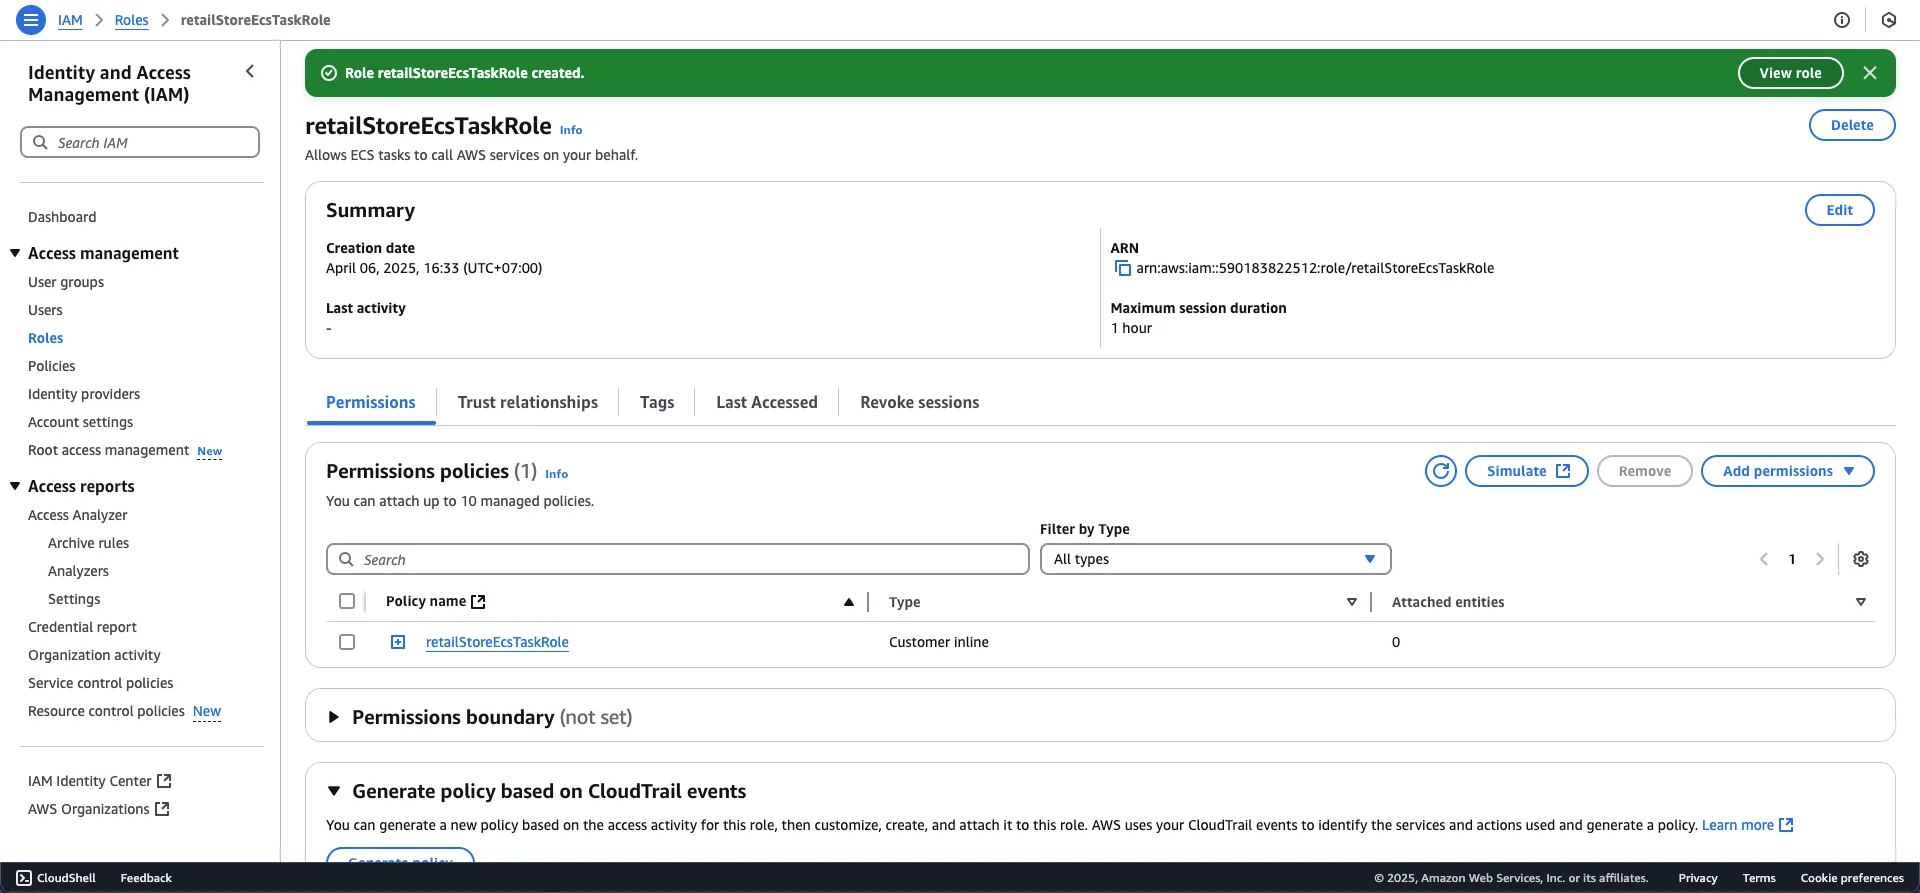 IAM > Roles > retailStoreEcsTaskRole
Identity and Access
Management (IAM)
Search IAM
Dashboard
Access management
User groups
Users
Roles
Policies
Identity providers
Account settings
Root access management New
Access reports
Access Analyzer
Archive rules
Analyzers
Settings
Credential report
Organization activity
Service control policies
Resource control policies New
IAM Identity Center
AWS Organizations
Role retailStoreEcsTaskRole created.
View role
retailStoreEcsTaskRole Info
Delete
Allows ECS tasks to call AWS services on your behalf.
Summary
Edit
Creation date
April 06, 2025, 16:33 (UTC+07:00)
ARN
arn:aws:iam::590183822512:role/retailStoreEcsTaskRole
Last activity
-
Maximum session duration
1 hour
Permissions Trust relationships Tags Last Accessed Revoke sessions
Permissions policies (1) Info
Simulate Remove Add permissions
You can attach up to 10 managed policies.
Filter by Type
Search
All types
1
Policy name Type Attached entities
retailStoreEcsTaskRole Customer inline 0
Permissions boundary (not set)
Generate policy based on CloudTrail events
You can generate a new policy based on the access activity for this role, then customize, create, and attach it to this role. AWS uses your CloudTrail events to identify the services and actions used and generate a policy. Learn more
Generate policy
CloudShell Feedback
© 2025, Amazon Web Services, Inc. or its affiliates. Privacy Terms Cookie preferences